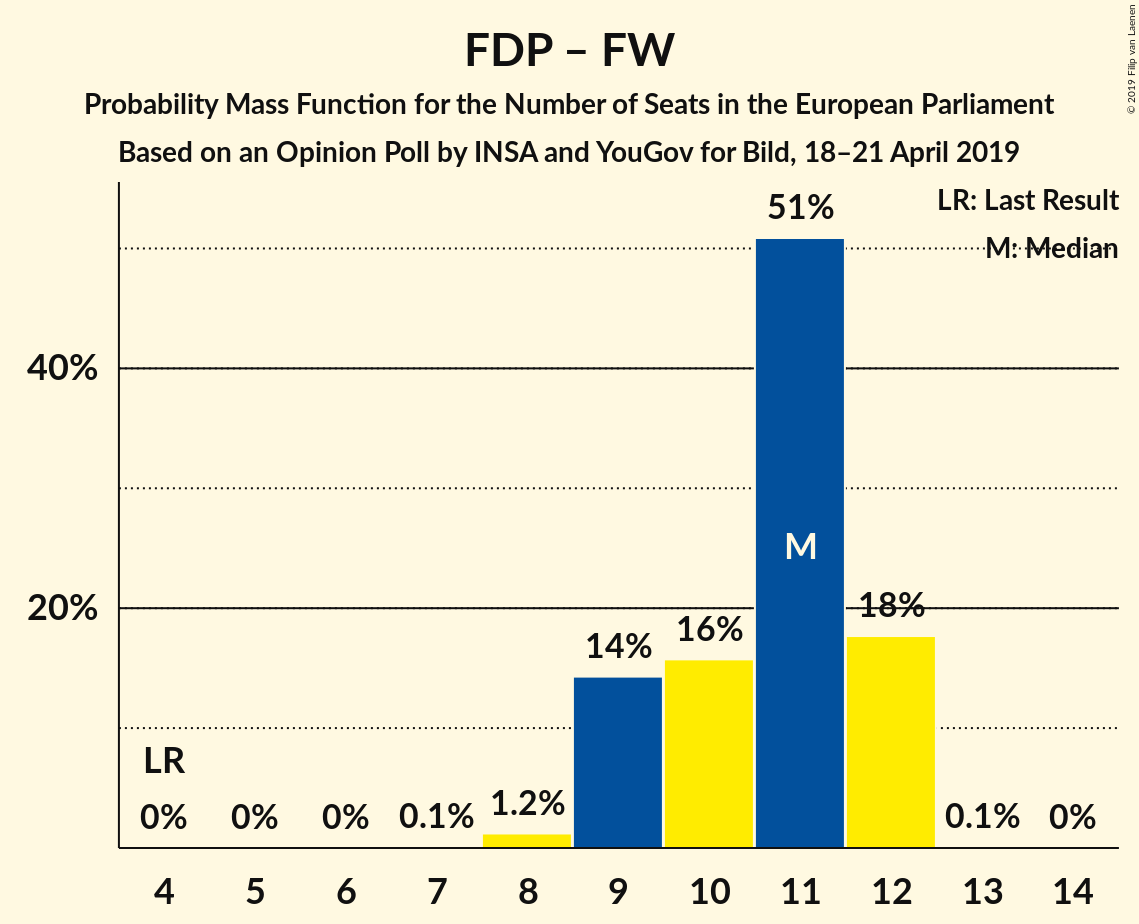 FDP – FW
Probability Mass Function for the Number of Seats in the European Parliament
Based on an Opinion Poll by INSA and YouGov for Bild, 18–21 April 2019
© 2019 Filip van Laenen
LR: Last Result
M: Median
40%
20%
LR
0% 0% 0% 0.1% 1.2% 14% 16% 51% 18% 0.1% 0%
M
4 5 6 7 8 9 10 11 12 13 14